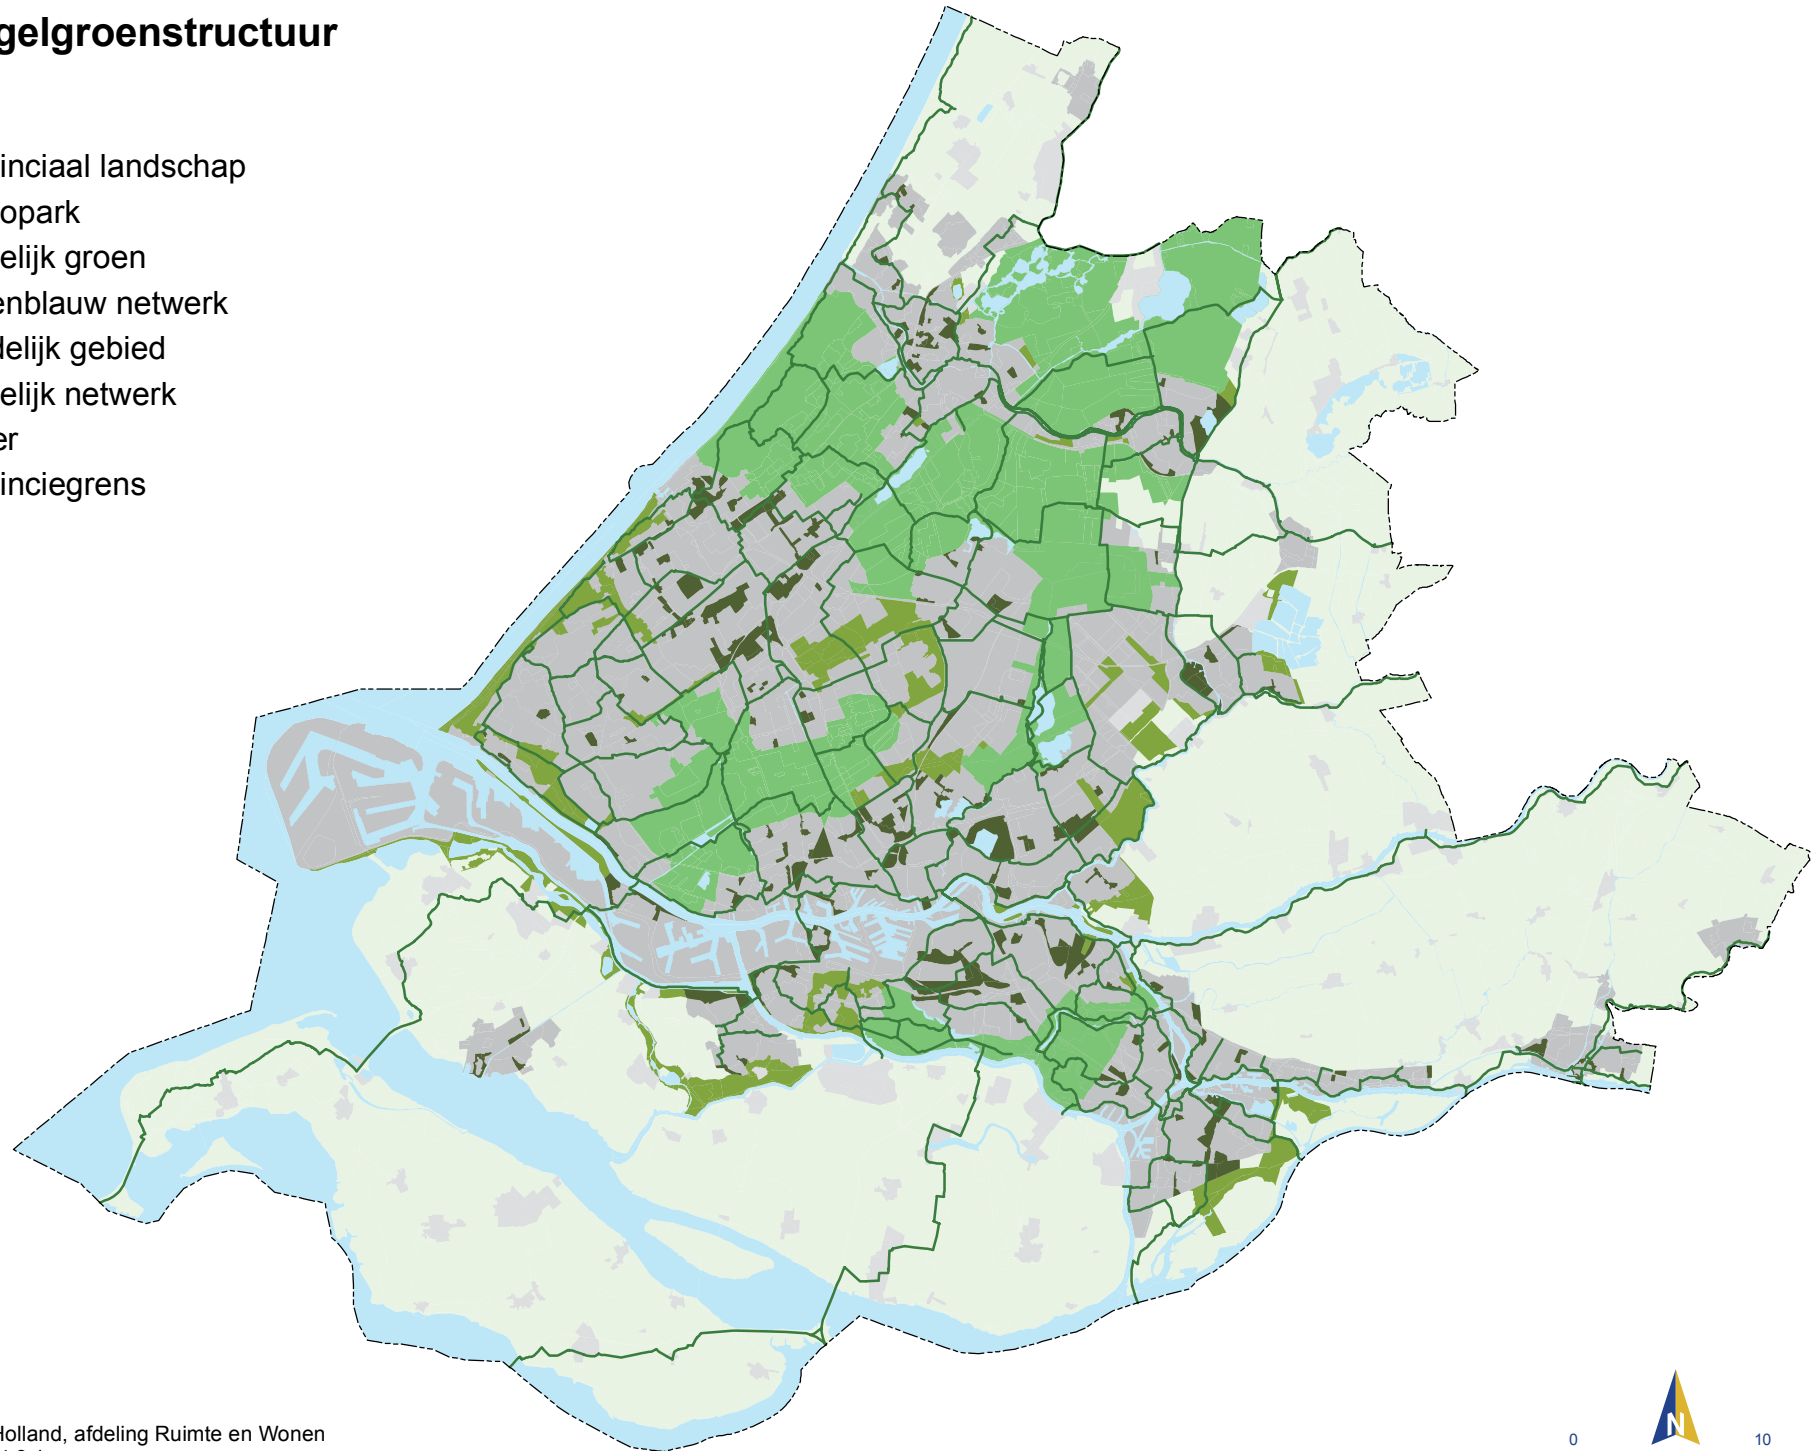 gelgroenstructuur
inciaal landschap
opark
elijk groen
enblauw netwerk
delijk gebied
elijk netwerk
er
inciegrens
Holland, afdeling Ruimte en Wonen
N
0 10